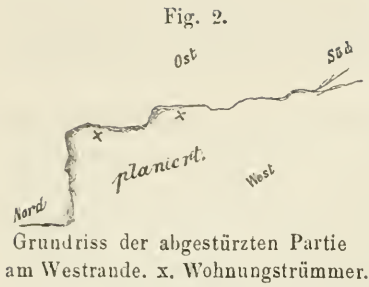 Fig. 2.
Ost
Süd
x
x
planiert.
West
Nord
Grundriss der abgestürzten Partie
am Westrande. x. Wohnungstrümmer.